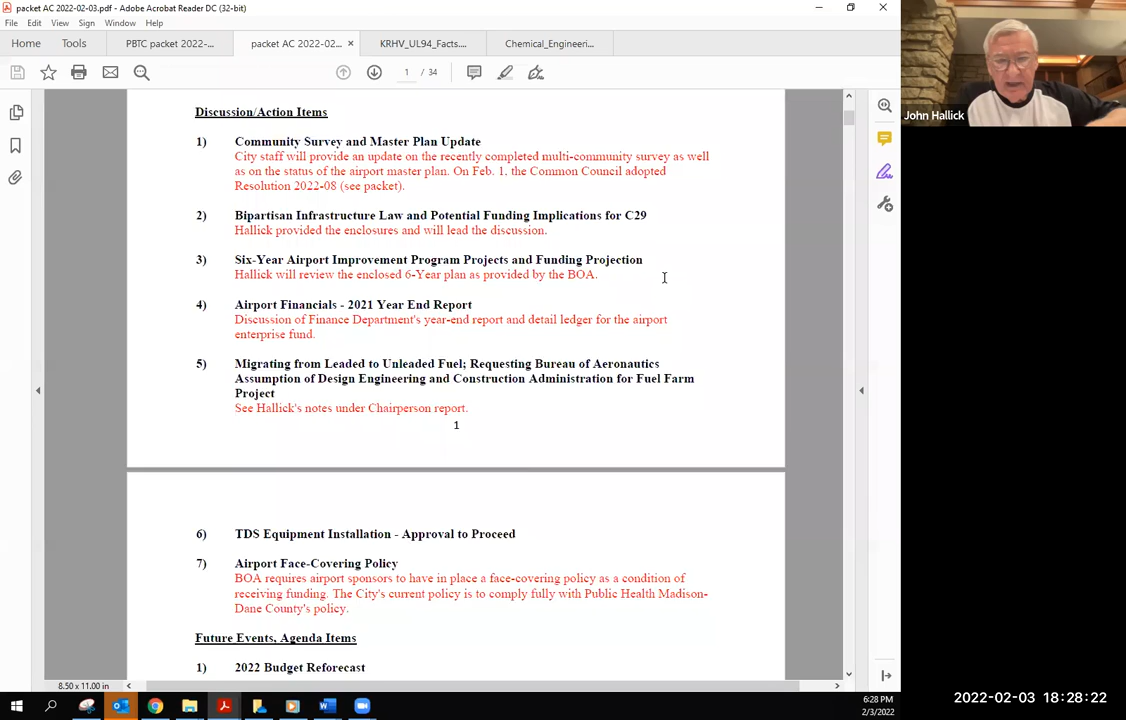 packet AC 2022-02-03.pdf - Adobe Acrobat Reader DC (32-bit)
File Edit View Sign Window Help
Home Tools PBTC packet 2022-... packet AC 2022-02... × KRHV_UL94_Facts.... Chemical_Engineeri...
1 / 34
Discussion/Action Items
1) Community Survey and Master Plan Update
City staff will provide an update on the recently completed multi-community survey as well
as on the status of the airport master plan. On Feb. 1, the Common Council adopted
Resolution 2022-08 (see packet).
2) Bipartisan Infrastructure Law and Potential Funding Implications for C29
Hallick provided the enclosures and will lead the discussion.
3) Six-Year Airport Improvement Program Projects and Funding Projection
Hallick will review the enclosed 6-Year plan as provided by the BOA.
4) Airport Financials - 2021 Year End Report
Discussion of Finance Department's year-end report and detail ledger for the airport
enterprise fund.
5) Migrating from Leaded to Unleaded Fuel; Requesting Bureau of Aeronautics
Assumption of Design Engineering and Construction Administration for Fuel Farm
Project
See Hallick's notes under Chairperson report.
1
6) TDS Equipment Installation - Approval to Proceed
7) Airport Face-Covering Policy
BOA requires airport sponsors to have in place a face-covering policy as a condition of
receiving funding. The City's current policy is to comply fully with Public Health Madison-
Dane County's policy.
Future Events, Agenda Items
1) 2022 Budget Reforecast
8.50 x 11.00 in
John Hallick
6:28 PM
2/3/2022
2022-02-03 18:28:22